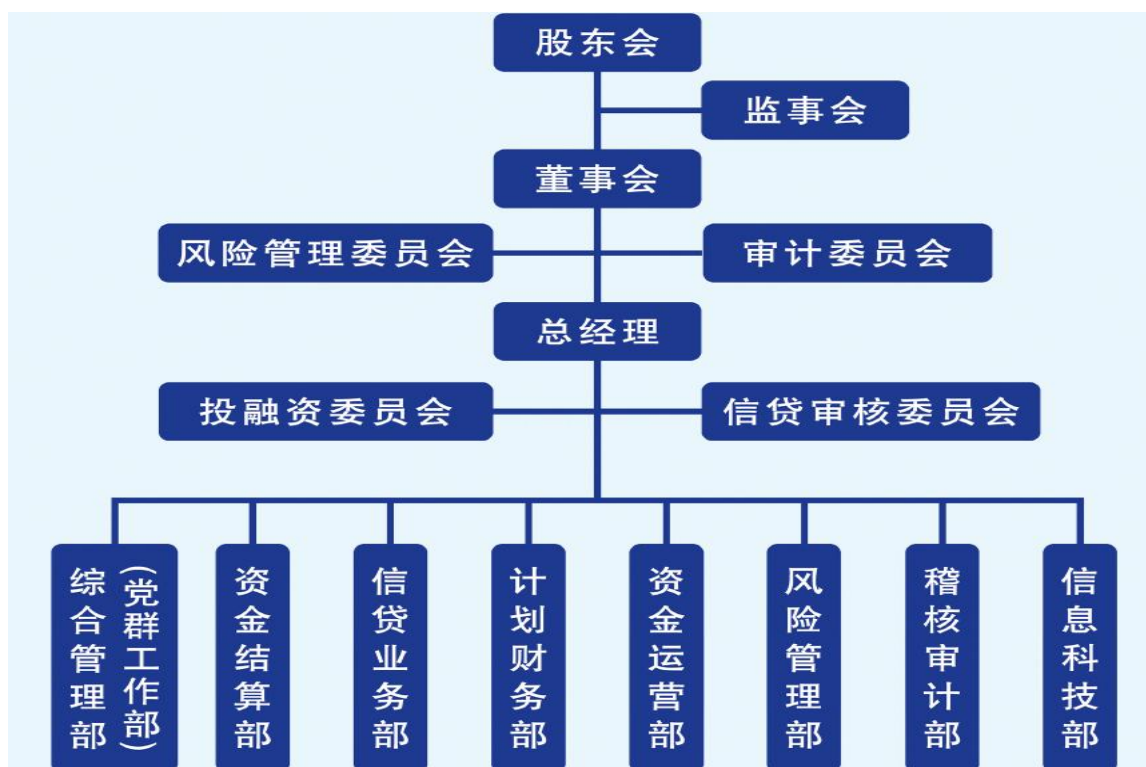 股东会
监事会
董事会
风险管理委员会
审计委员会
总经理
投融资委员会
信贷审核委员会
综合管理部
(党群工作部)
资金结算部
信贷业务部
计划财务部
资金运营部
风险管理部
稽核审计部
信息科技部